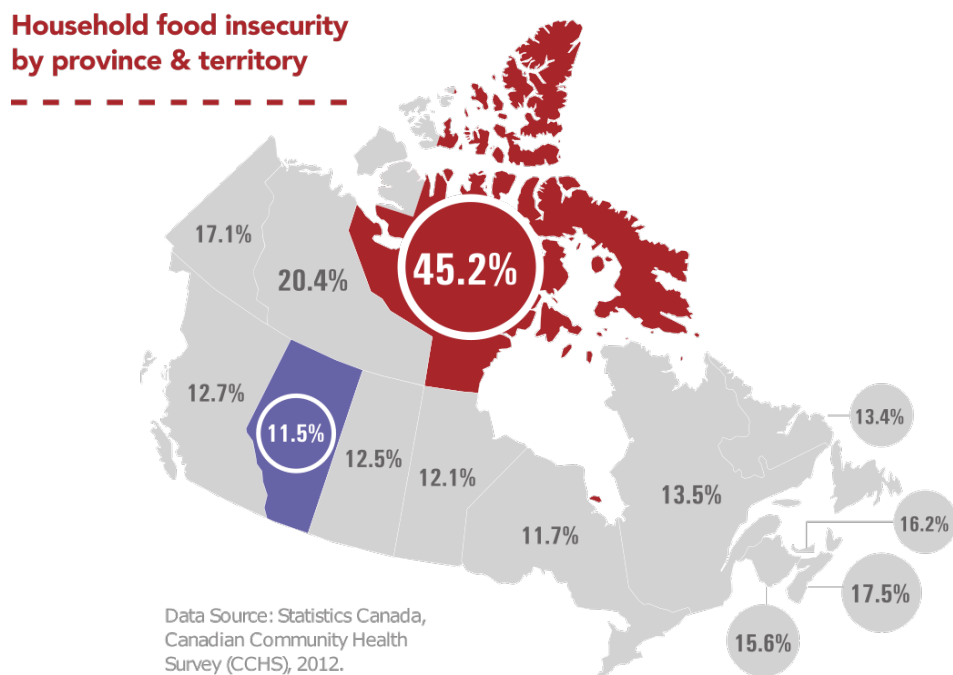 Household food insecurity
by province & territory
17.1%
20.4%
45.2%
12.7%
11.5%
12.5%
12.1%
11.7%
13.5%
13.4%
16.2%
17.5%
15.6%
Data Source: Statistics Canada,
Canadian Community Health
Survey (CCHS), 2012.